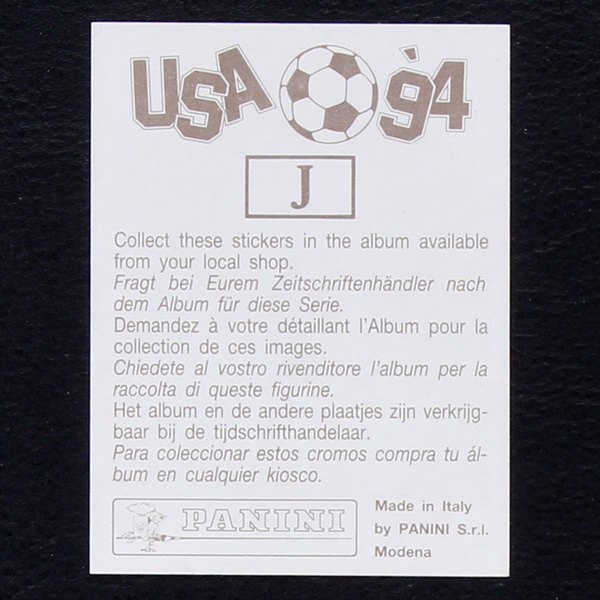 USA '94
J
Collect these stickers in the album available
from your local shop.
Fragt bei Eurem Zeitschriftenhändler nach
dem Album für diese Serie.
Demandez à votre détaillant l'Album pour la
collection de ces images.
Chiedete al vostro rivenditore l'album per la
raccolta di queste figurine.
Het album en de andere plaatjes zijn verkrijg-
baar bij de tijdschrifthandelaar.
Para coleccionar estos cromos compra tu ál-
bum en cualquier kiosco.
PANINI
Made in Italy
by PANINI S.r.l.
Modena